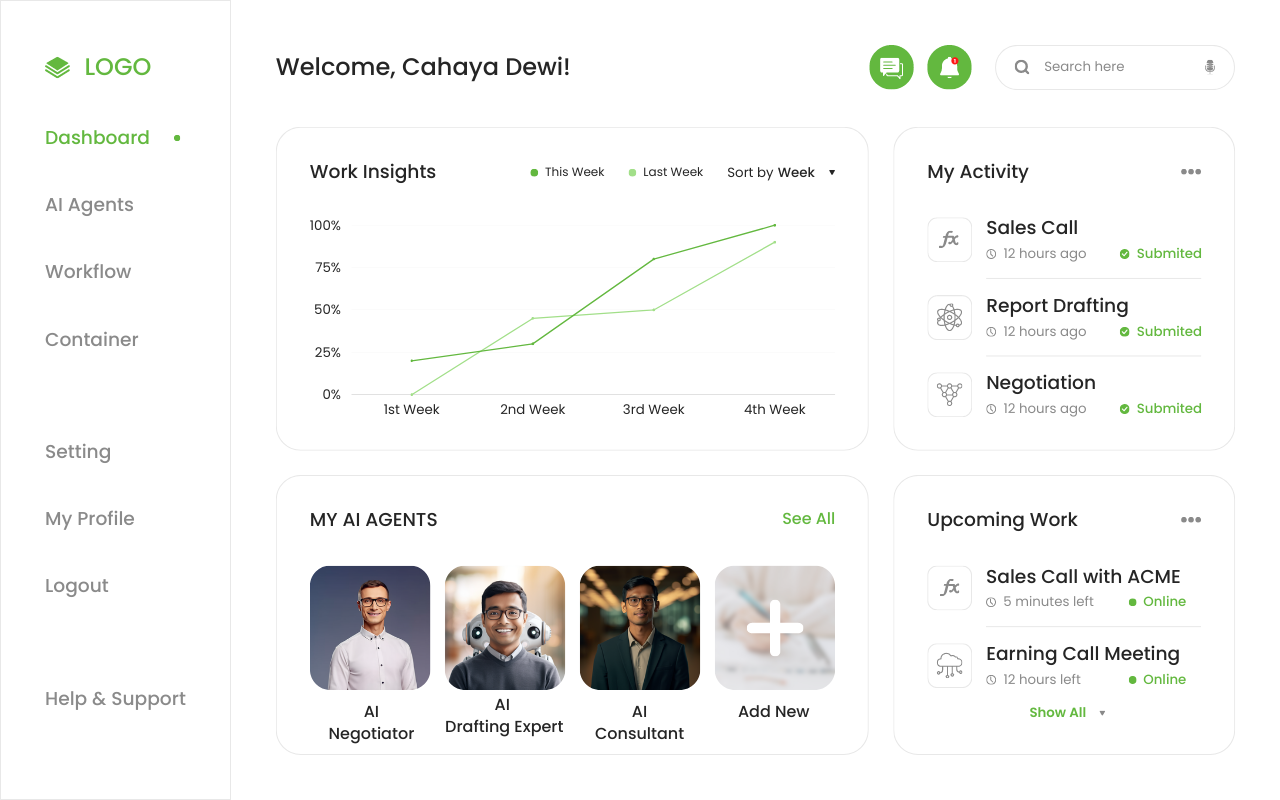 LOGO
Dashboard
AI Agents
Workflow
Container
Setting
My Profile
Logout
Help & Support
Welcome, Cahaya Dewi!
Search here
Work Insights
This Week
Last Week
Sort by Week
100%
75%
50%
25%
0%
1st Week
2nd Week
3rd Week
4th Week
My Activity
Sales Call
12 hours ago
Submited
Report Drafting
12 hours ago
Submited
Negotiation
12 hours ago
Submited
MY AI AGENTS
See All
AI
Negotiator
AI
Drafting Expert
AI
Consultant
Add New
Upcoming Work
fx
Sales Call with ACME
5 minutes left
Online
Earning Call Meeting
12 hours left
Online
Show All